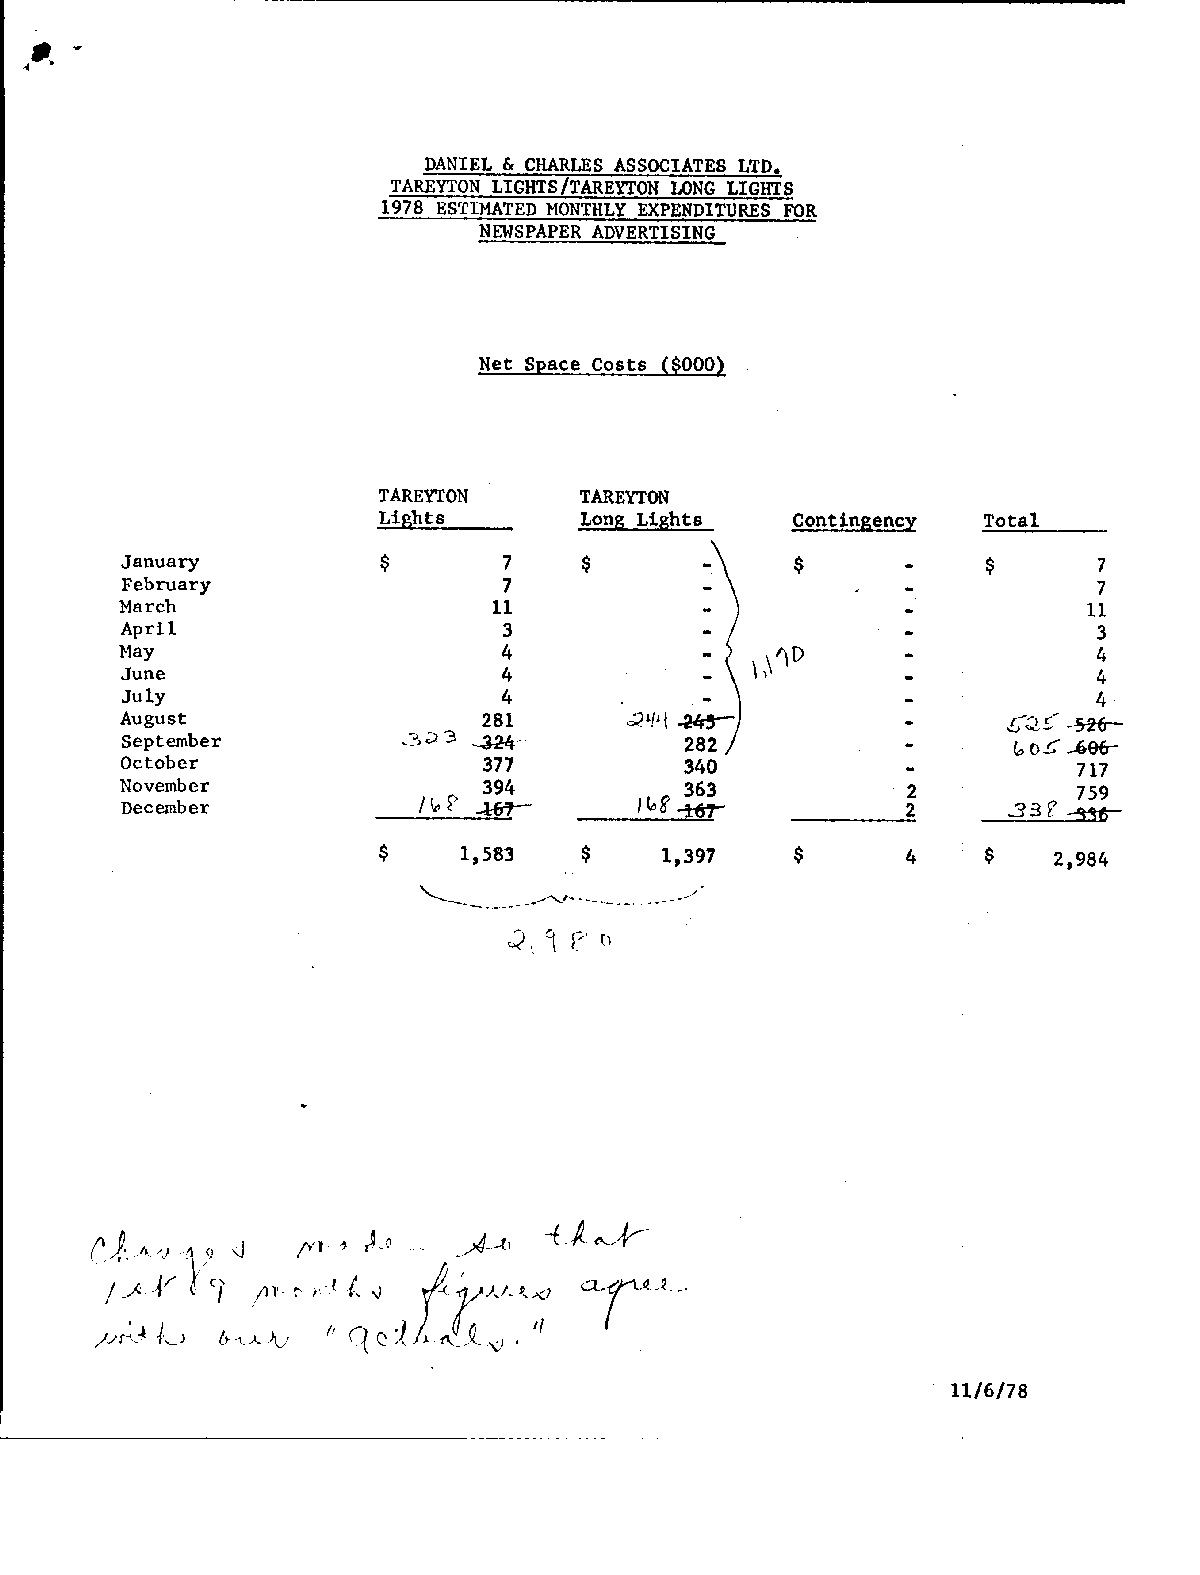 DANIEL & CHARLES ASSOCIATES LTD.
TAREYTON LIGHTS/TAREYTON LONG LIGHTS
1978 ESTIMATED MONTHLY EXPENDITURES FOR
NEWSPAPER ADVERTISING
Net Space Costs ($000)
TAREYTON TAREYTON
Lights Long Lights Contingency Total
January $ 7 $ - $ - $ 7
February 7 - - 7
March 11 - - 11
April 3 - - 3
May 4 - - 4
1,170
June 4 - - 4
July 4 - - 4
August 281 244 245 - 525 526
September 323 324 282 - 605 606
October 377 340 - 717
November 394 363 2 759
December 168 167 168 167 2 338 336
$ 1,583 $ 1,397 $ 4 $ 2,984
2,980
Changes made so that
1st 9 months figures agree
with our "actuals."
11/6/78